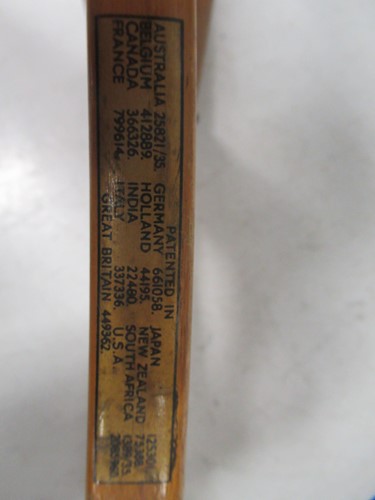 PATENTED IN
AUSTRALIA 25821/35. GERMANY 661058. JAPAN
BELGIUM 412889. HOLLAND 44195. NEW ZEALAND
CANADA 366326. INDIA 22480. SOUTH AFRICA
FRANCE 799614. ITALY 337336. U.S.A.
GREAT BRITAIN 449362.